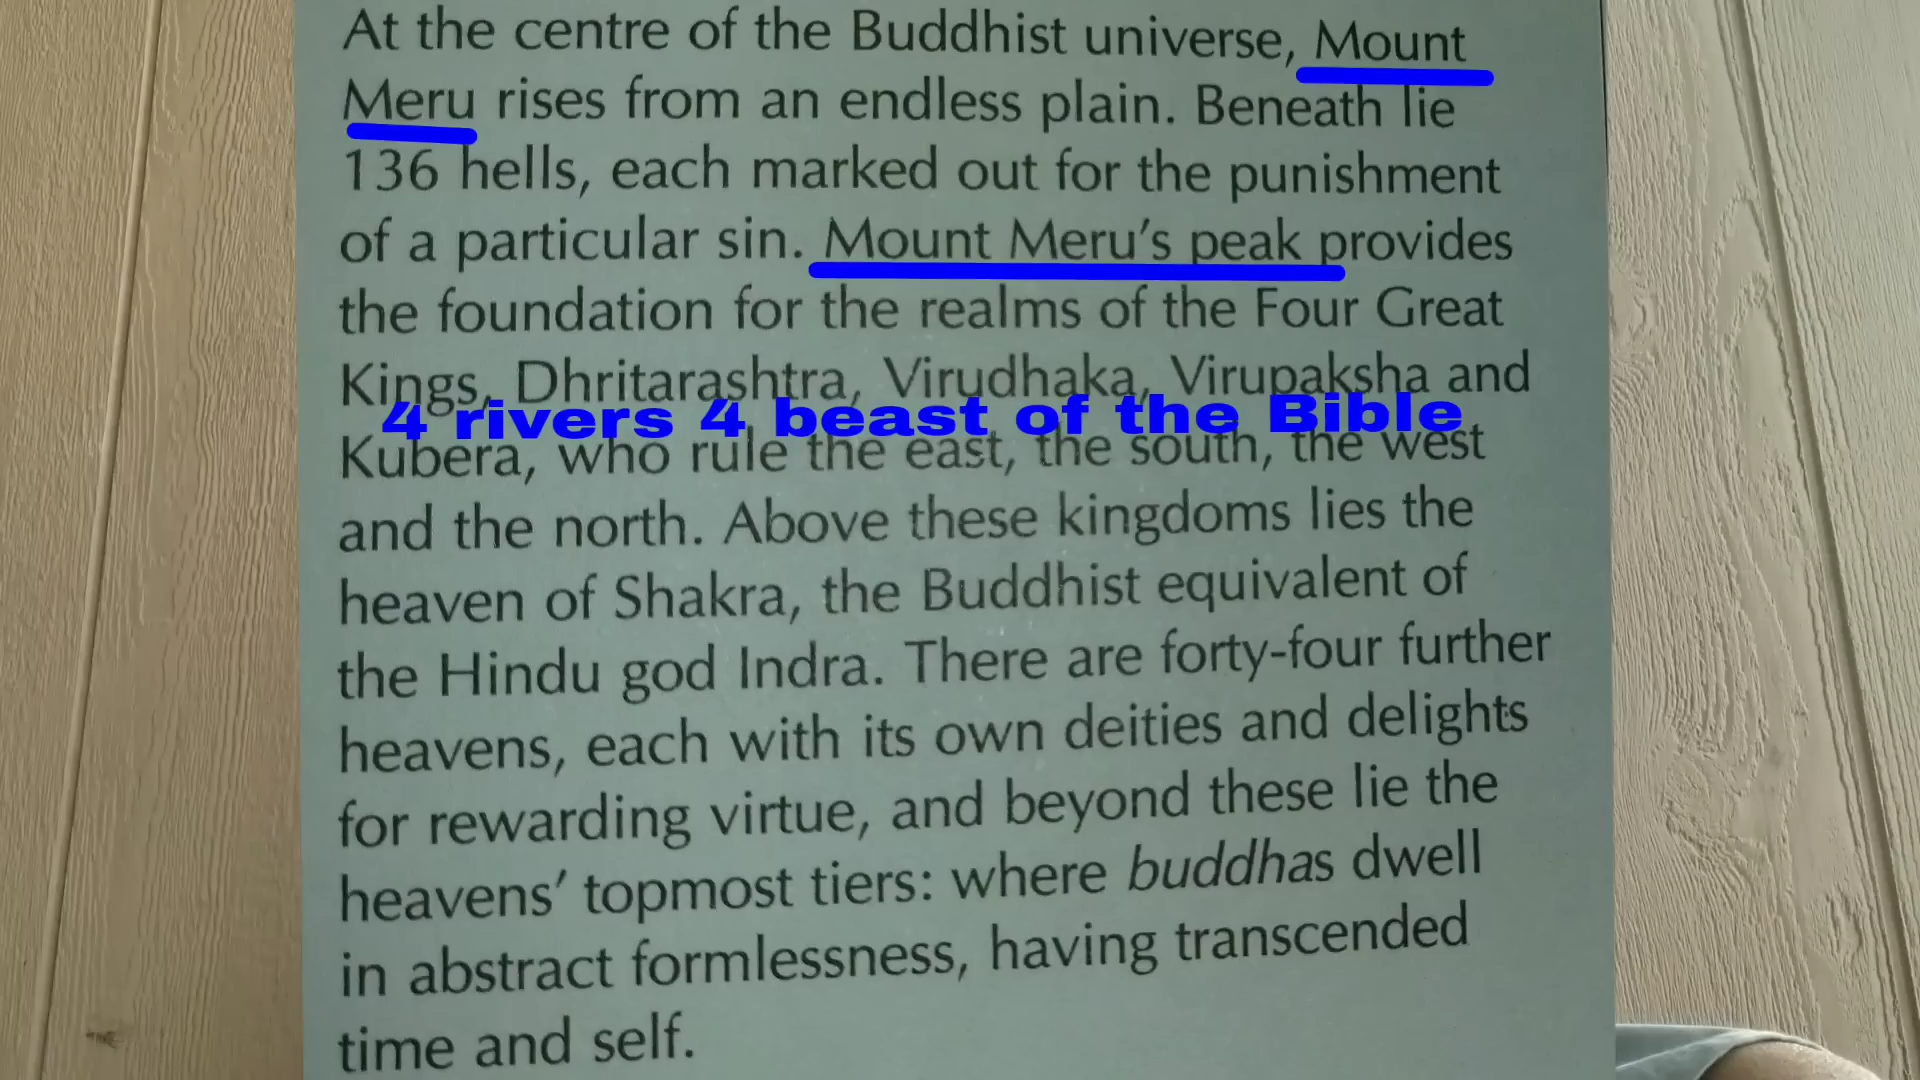 At the centre of the Buddhist universe, Mount
Meru rises from an endless plain. Beneath lie
136 hells, each marked out for the punishment
of a particular sin. Mount Meru's peak provides
the foundation for the realms of the Four Great
Kings, Dhritarashtra, Virudhaka, Virupaksha and
4 rivers 4 beast of the Bible
Kubera, who rule the east, the south, the west
and the north. Above these kingdoms lies the
heaven of Shakra, the Buddhist equivalent of
the Hindu god Indra. There are forty-four further
heavens, each with its own deities and delights
for rewarding virtue, and beyond these lie the
heavens' topmost tiers: where buddhas dwell
in abstract formlessness, having transcended
time and self.